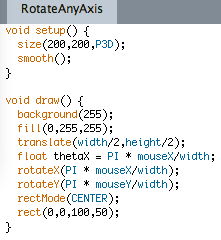 RotateAnyAxis
void setup() {
  size(200,200,P3D);
  smooth();
}

void draw() {
  background(255);
  fill(0,255,255);
  translate(width/2,height/2);
  float thetaX = PI * mouseX/width;
  rotateX(PI * mouseX/width);
  rotateY(PI * mouseY/width);
  rectMode(CENTER);
  rect(0,0,100,50);
}